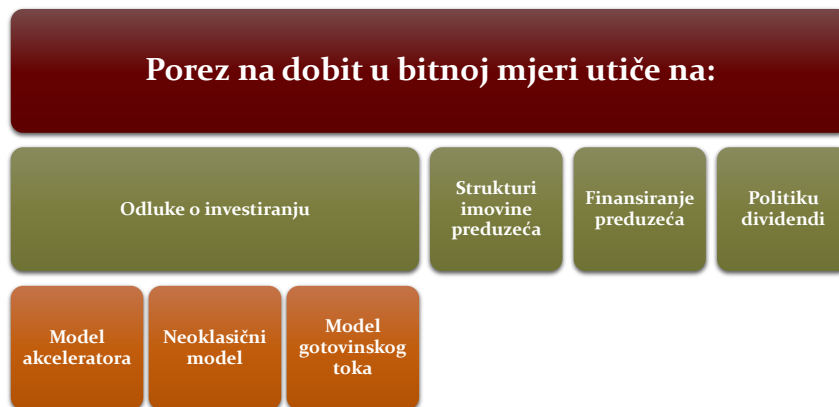 Porez na dobit u bitnoj mjeri utiče na:
Odluke o investiranju
Strukturi
imovine
preduzeća
Finansiranje
preduzeća
Politiku
dividendi
Model
akceleratora
Neoklasični
model
Model
gotovinskog
toka